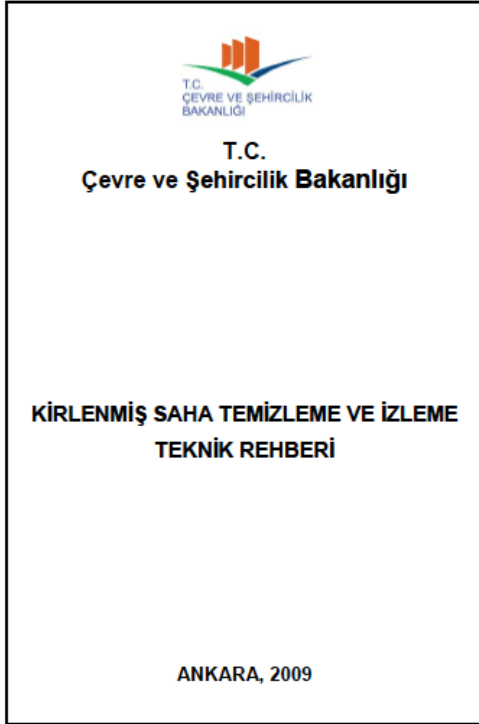 T.C.
ÇEVRE VE ŞEHİRCİLİK
BAKANLIĞI
T.C.
Çevre ve Şehircilik Bakanlığı
KİRLENMİŞ SAHA TEMİZLEME VE İZLEME
TEKNİK REHBERİ
ANKARA, 2009